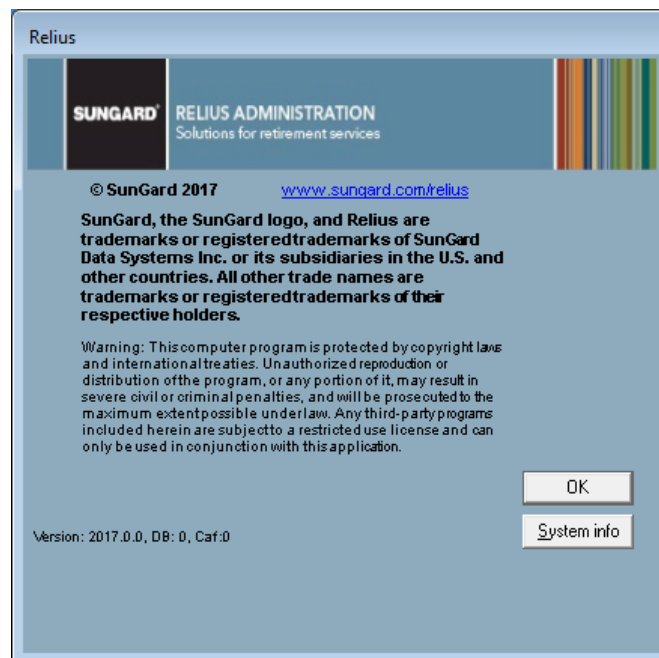 Relius
SUNGARD®
RELIUS ADMINISTRATION
Solutions for retirement services
© SunGard 2017 www.sungard.com/relius
SunGard, the SunGard logo, and Relius are
trademarks or registered trademarks of SunGard
Data Systems Inc. or its subsidiaries in the U.S. and
other countries. All other trade names are
trademarks or registered trademarks of their
respective holders.
Warning: This computer program is protected by copyright laws
and international treaties. Unauthorized reproduction or
distribution of the program, or any portion of it, may result in
severe civil or criminal penalties, and will be prosecuted to the
maximum extent possible under law. Any third-party programs
included herein are subject to a restricted use license and can
only be used in conjunction with this application.
OK
System info
Version: 2017.0.0, DB: 0, Caf:0